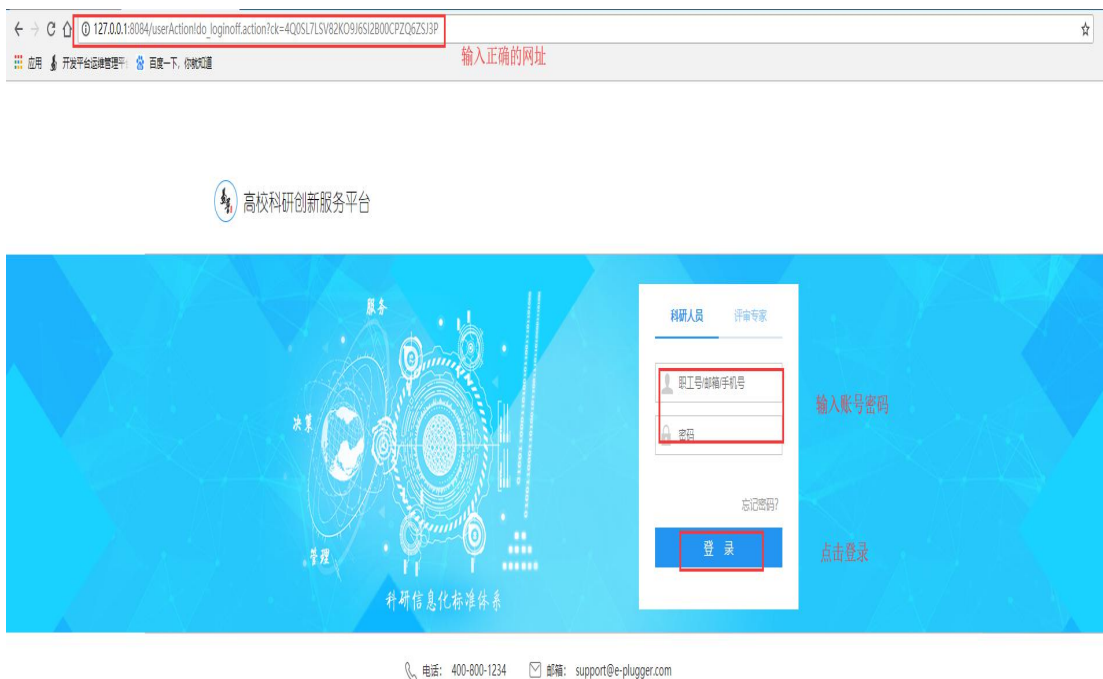 127.0.0.1:8084/userAction!do_loginoff.action?ck=4Q0SL7LSV82KO9J6SI2B00CPZQ6ZSJ3P
输入正确的网址
应用 开发平台运维管理平 百度一下，你就知道
高校科研创新服务平台
服务
决策
管理
科研信息化标准体系
科研人员 评审专家
职工号/邮箱/手机号
密码
输入账号密码
忘记密码?
登 录
点击登录
电话： 400-800-1234 邮箱： support@e-plugger.com